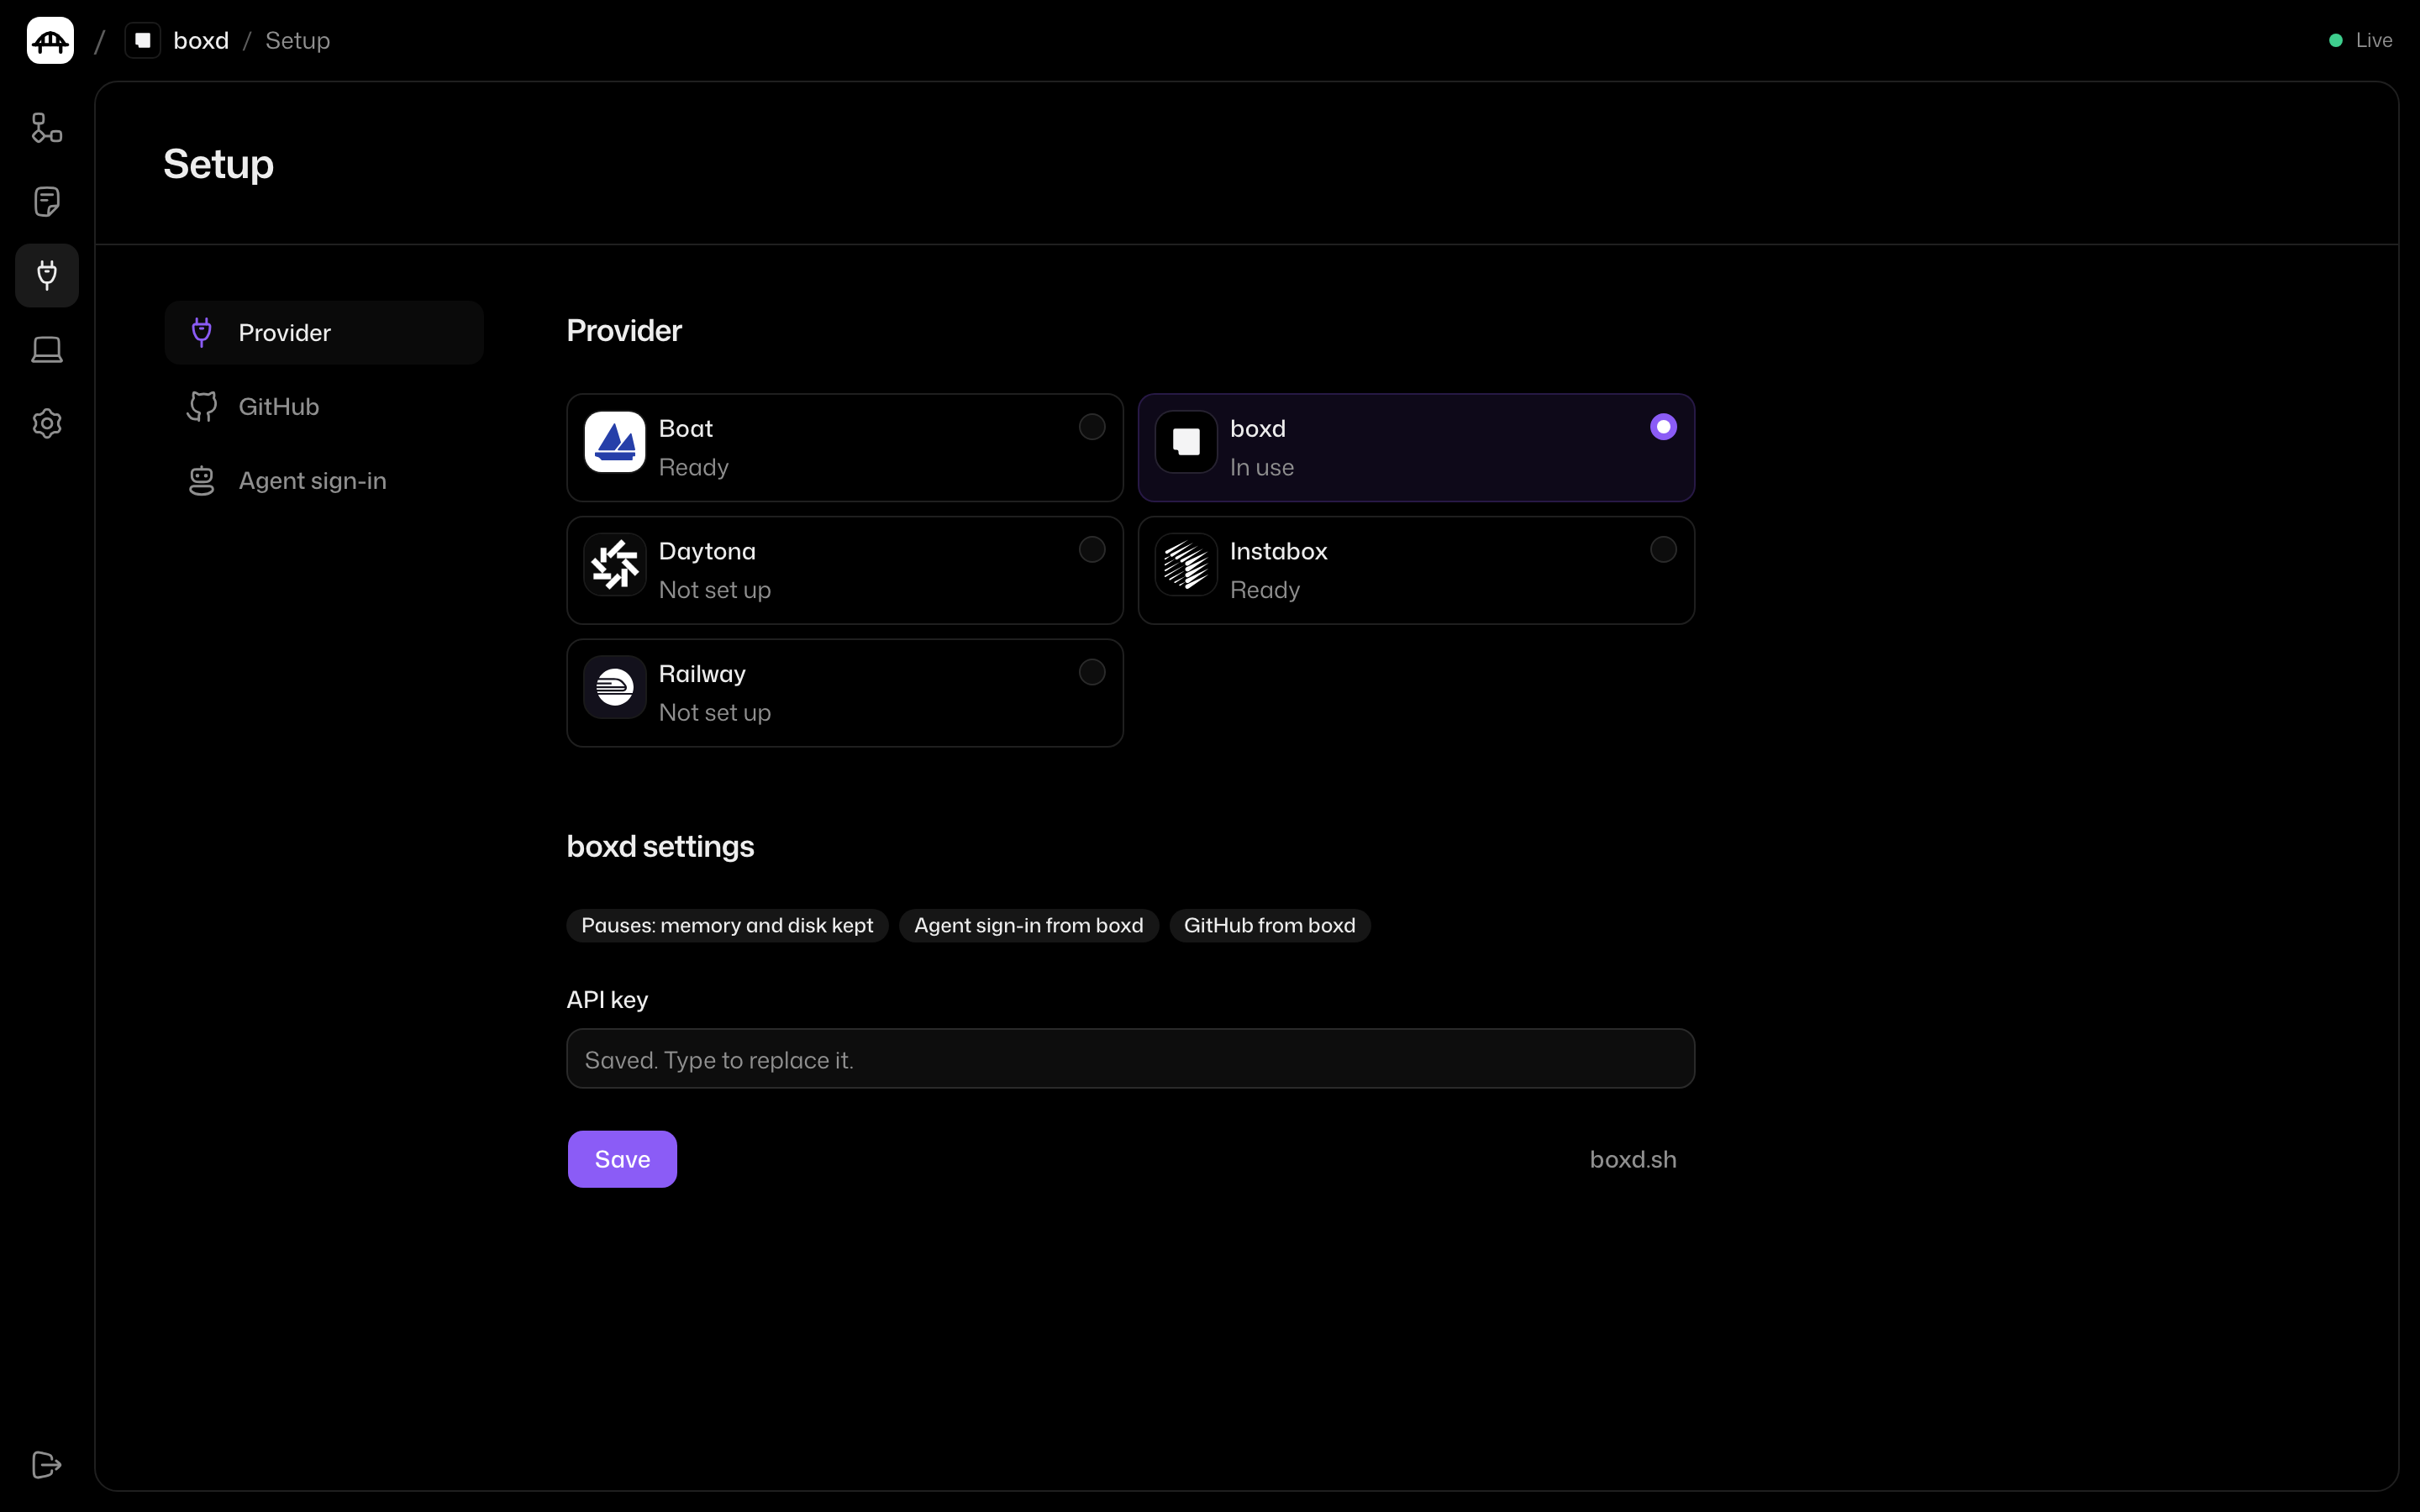 / boxd / Setup
Live
Setup
Provider
GitHub
Agent sign-in
Provider
Boat
Ready
boxd
In use
Daytona
Not set up
Instabox
Ready
Railway
Not set up
boxd settings
Pauses: memory and disk kept
Agent sign-in from boxd
GitHub from boxd
API key
Saved. Type to replace it.
Save
boxd.sh